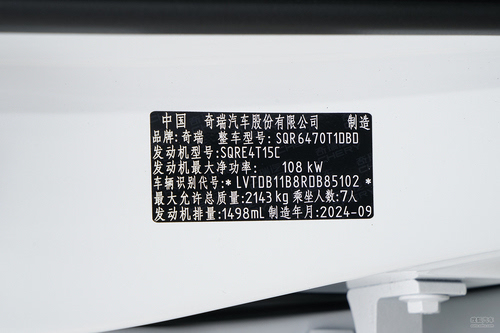 中国 奇瑞汽车股份有限公司 制造
品牌: 奇瑞 整车型号:SQR6470T1DBD
发动机型号:SQRE4T15C
发动机最大净功率: 108 kW
车辆识别代号:*LVTDB11B8RDB85102*
最大允许总质量:2143 kg 乘坐人数:7人
发动机排量:1498mL 制造年月:2024-09